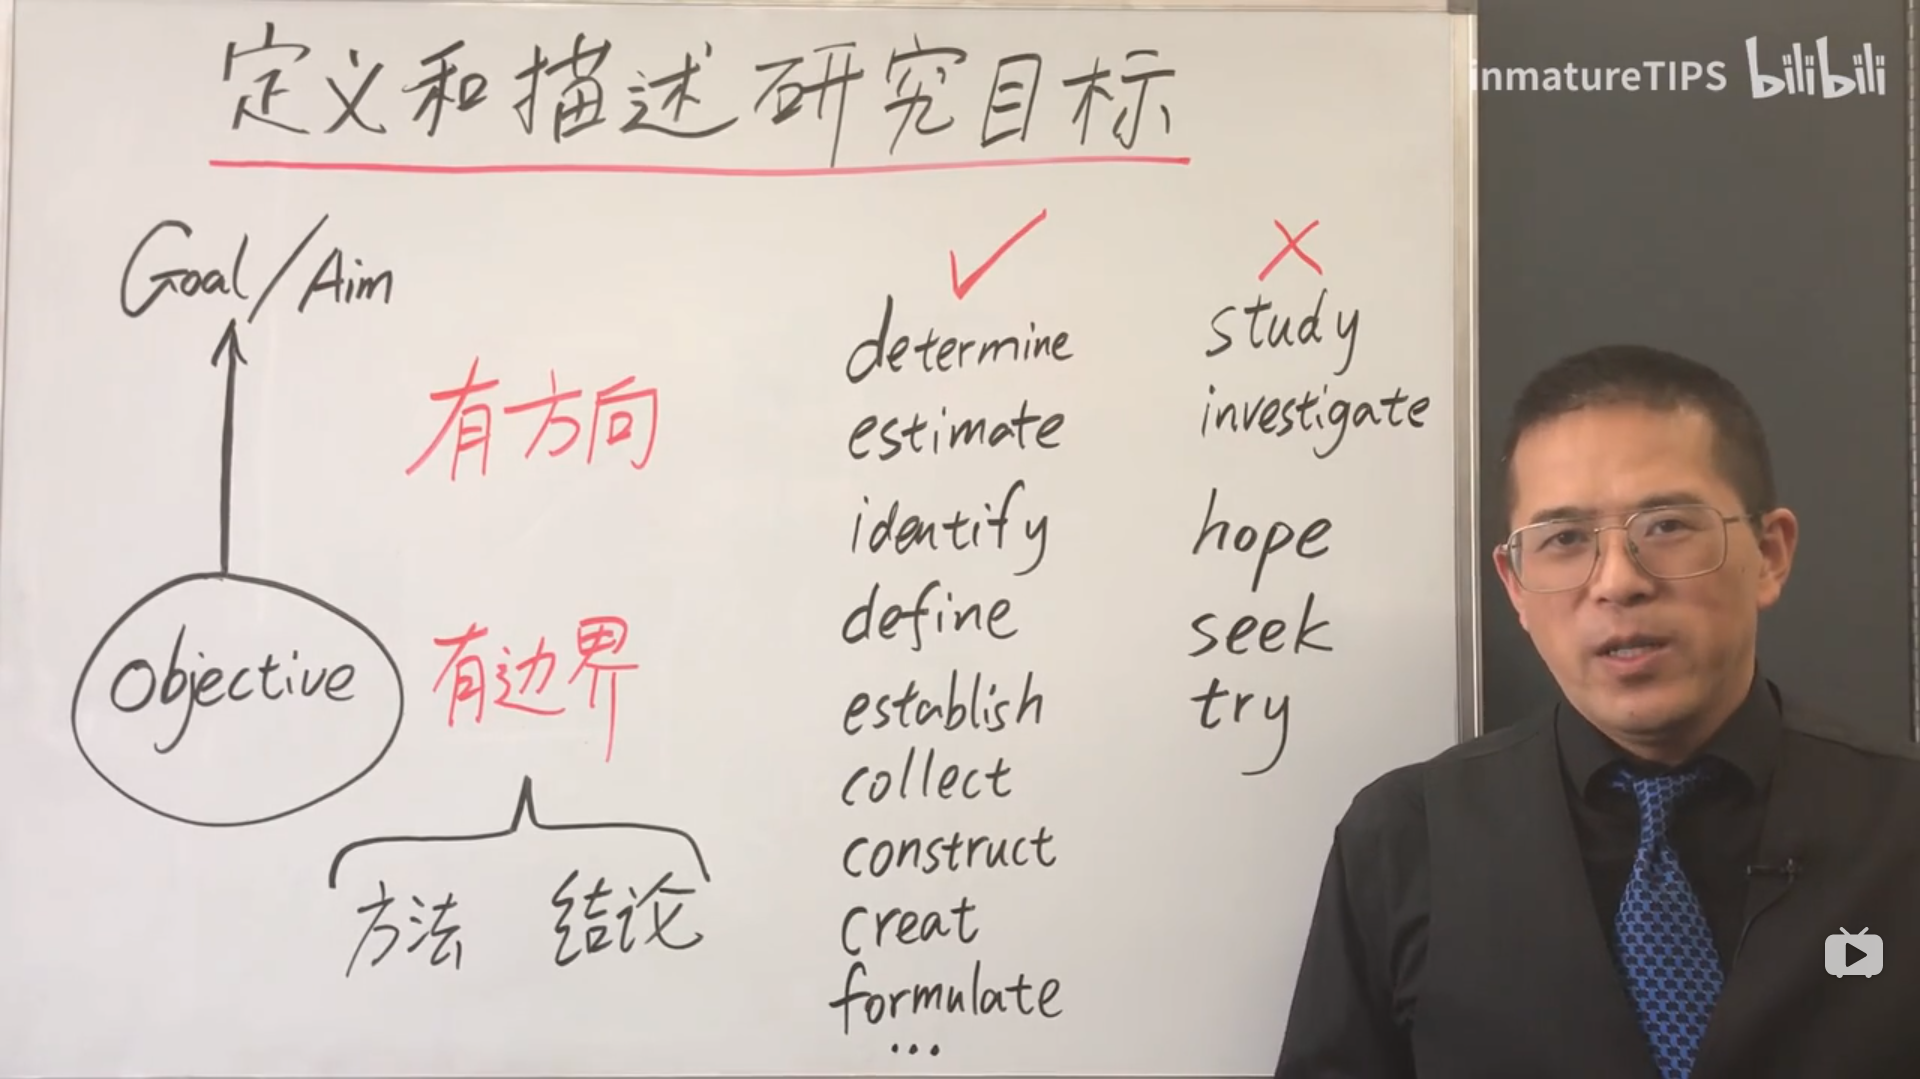 定义和描述研究目标
inmatureTIPS bilibili
Goal/Aim
有方向
objective
有边界
方法 结论
✓
determine
estimate
identify
define
establish
collect
construct
creat
formulate
...
×
study
investigate
hope
seek
try